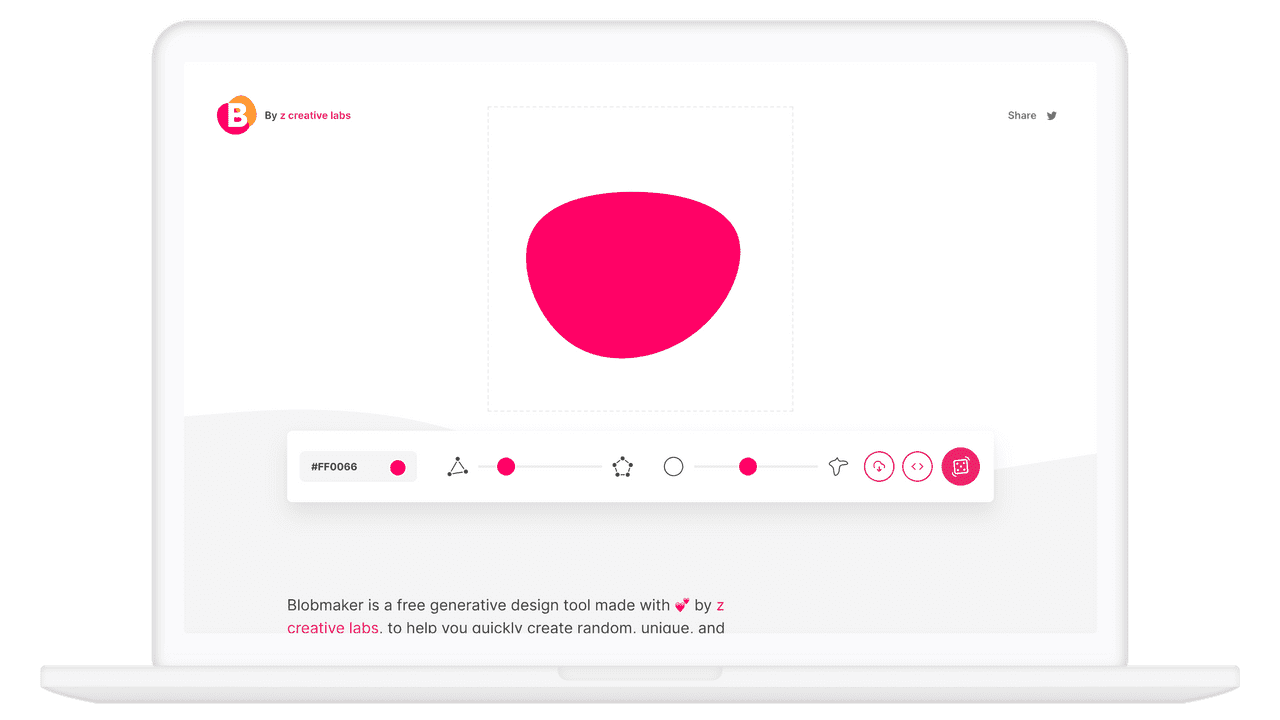 B By z creative labs
Share
#FF0066
Blobmaker is a free generative design tool made with 💕 by z
creative labs, to help you quickly create random, unique, and